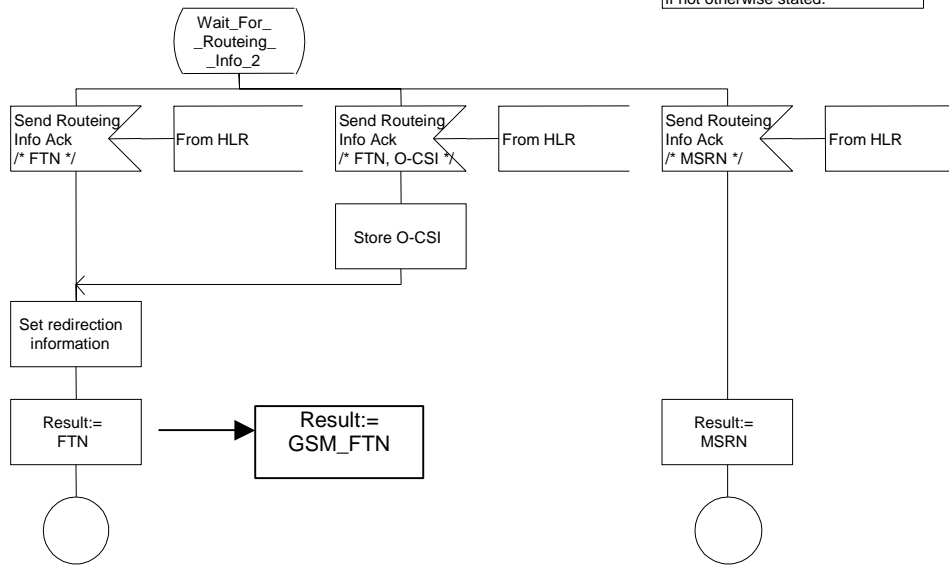 if not otherwise stated.
Wait_For_
_Routeing_
_Info_2
Send Routeing
Info Ack
/* FTN */
From HLR
Send Routeing
Info Ack
/* FTN, O-CSI */
From HLR
Send Routeing
Info Ack
/* MSRN */
From HLR
Store O-CSI
Set redirection
information
Result:=
FTN
Result:=
GSM_FTN
Result:=
MSRN